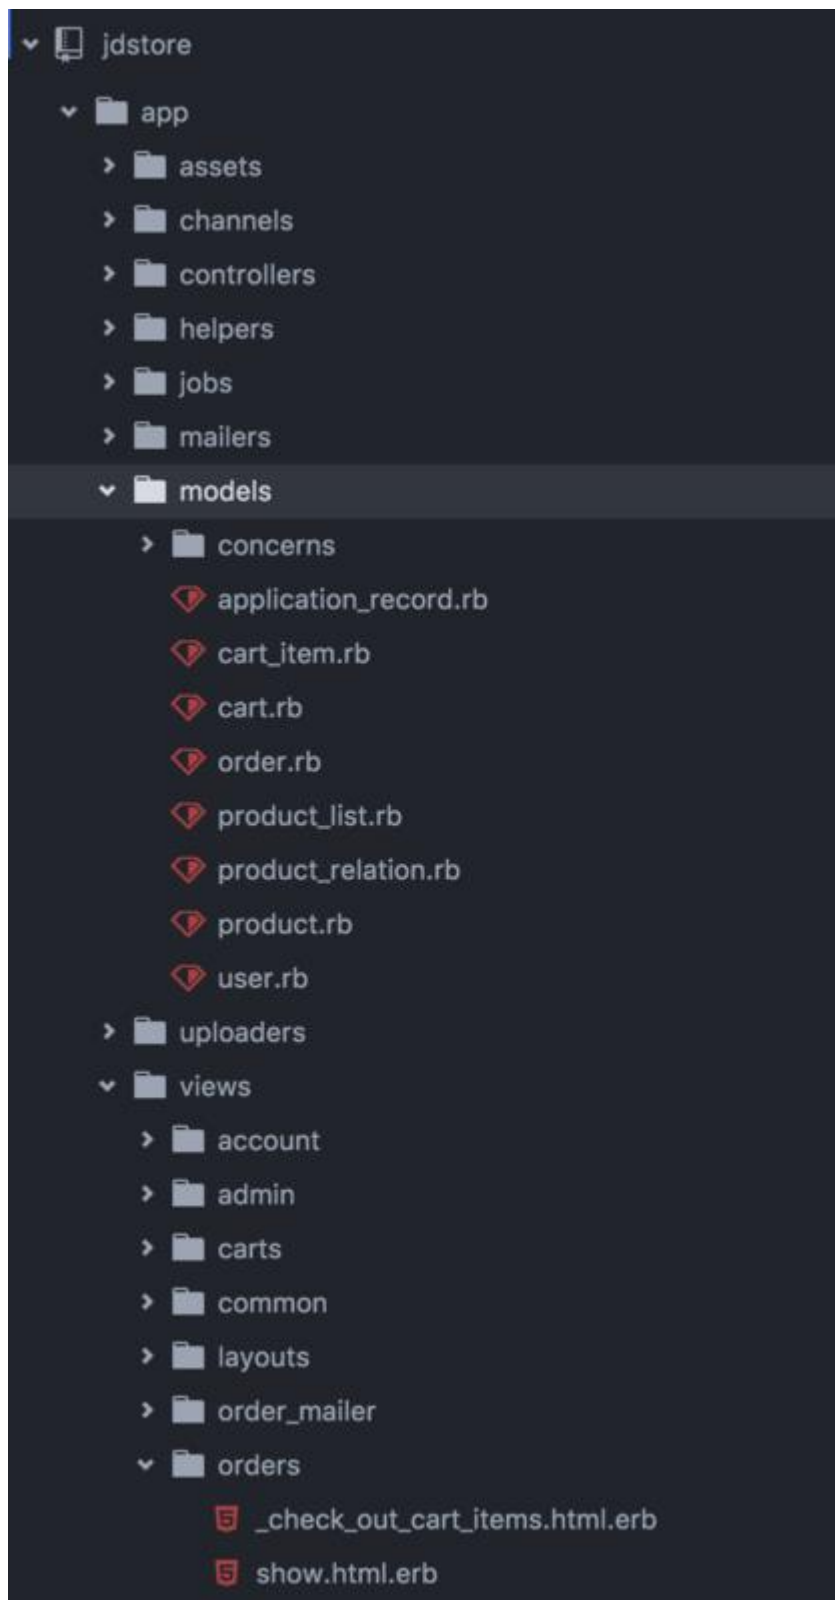 jdstore
app
assets
channels
controllers
helpers
jobs
mailers
models
concerns
application_record.rb
cart_item.rb
cart.rb
order.rb
product_list.rb
product_relation.rb
product.rb
user.rb
uploaders
views
account
admin
carts
common
layouts
order_mailer
orders
_check_out_cart_items.html.erb
show.html.erb